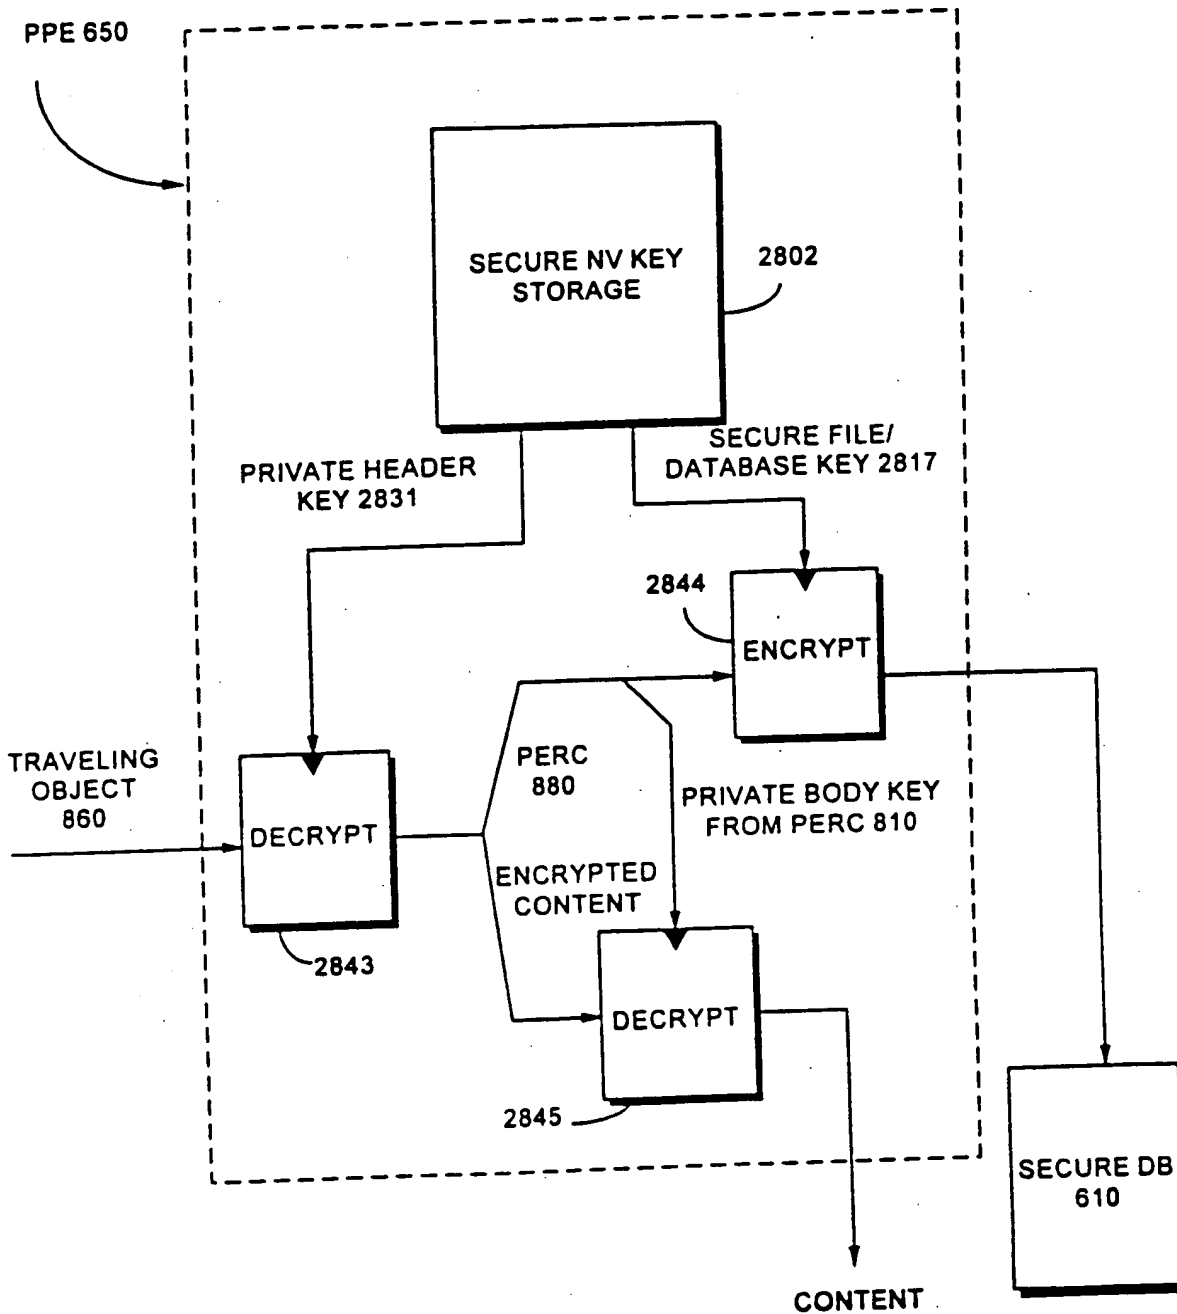 PPE 650
SECURE NV KEY
STORAGE
2802
PRIVATE HEADER
KEY 2831
SECURE FILE/
DATABASE KEY 2817
2844
ENCRYPT
TRAVELING
OBJECT
860
DECRYPT
PERC
880
PRIVATE BODY KEY
FROM PERC 810
ENCRYPTED
CONTENT
2843
DECRYPT
2845
SECURE DB
610
CONTENT